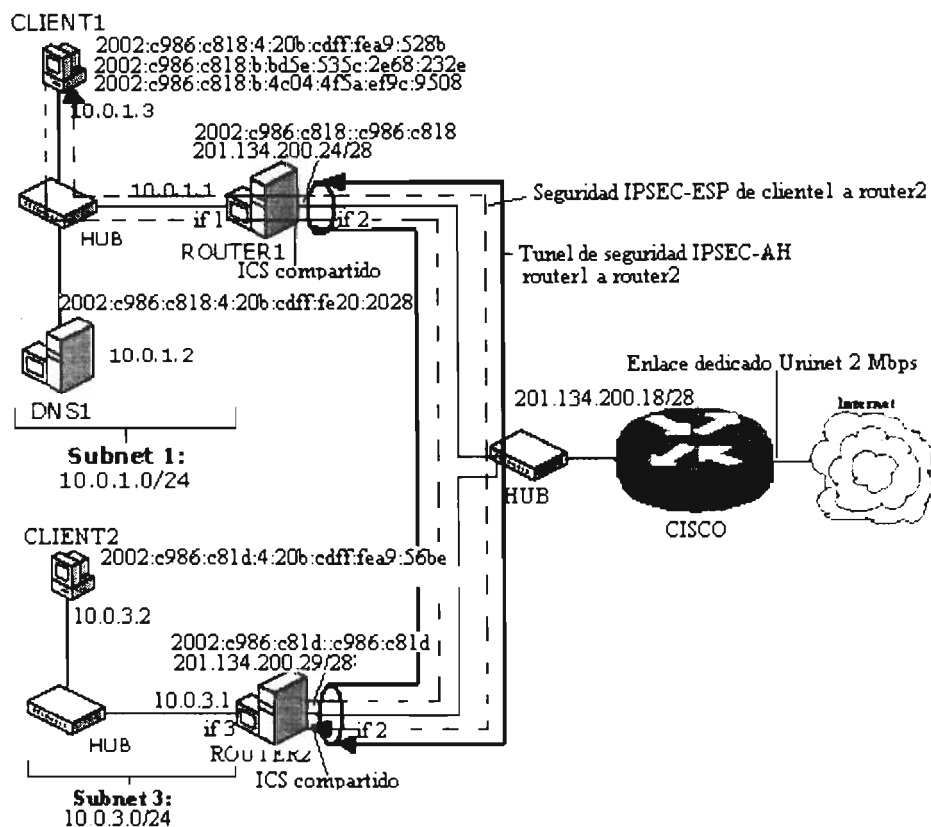 CLIENT1
2002:c986:c818:4:20b:cdff:fea9:528b
2002:c986:c818:b:bd5e:535c:2e68:232e
2002:c986:c818:b:4c04:4f5a:ef9c:9508
10.0.1.3
2002:c986:c818::c986:c818
201.134.200.24/28
10.0.1.1
if 1
if 2
HUB
ROUTER1
ICS compartido
Seguridad IPSEC-ESP de cliente1 a router2
Tunel de seguridad IPSEC-AH
router1 a router2
2002:c986:c818:4:20b:cdff:fe20:2028
10.0.1.2
DNS1
Subnet 1:
10.0.1.0/24
Enlace dedicado Uninet 2 Mbps
201.134.200.18/28
Internet
HUB
CISCO
CLIENT2
2002:c986:c81d:4:20b:cdff:fea9:56be
10.0.3.2
2002:c986:c81d::c986:c81d
201.134.200.29/28
10.0.3.1
if 3
if 2
HUB
ROUTER2
ICS compartido
Subnet 3:
10.0.3.0/24